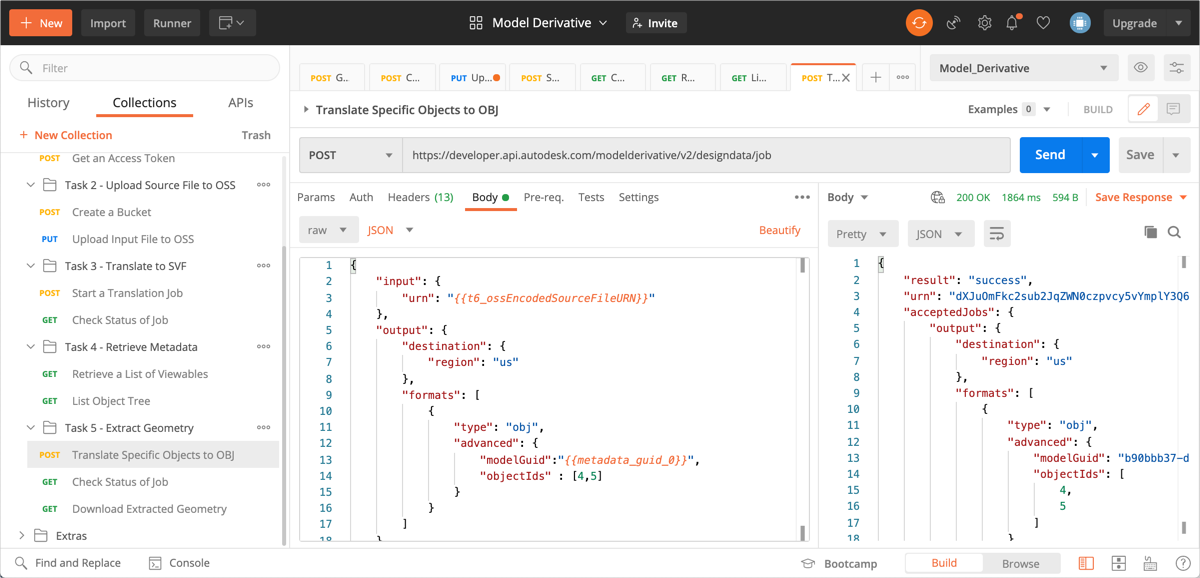 New
Import
Runner
Model Derivative
Invite
Upgrade
Filter
History
Collections
APIs
New Collection
Trash
POST Get an Access Token
Task 2 - Upload Source File to OSS
POST Create a Bucket
PUT Upload Input File to OSS
Task 3 - Translate to SVF
POST Start a Translation Job
GET Check Status of Job
Task 4 - Retrieve Metadata
GET Retrieve a List of Viewables
GET List Object Tree
Task 5 - Extract Geometry
POST Translate Specific Objects to OBJ
GET Check Status of Job
GET Download Extracted Geometry
Extras
POST G..
POST C...
PUT Up...
POST S...
GET C...
GET R...
GET Li...
POST T...
Model_Derivative
Translate Specific Objects to OBJ
Examples 0
BUILD
POST
https://developer.api.autodesk.com/modelderivative/v2/designdata/job
Send
Save
Params
Auth
Headers (13)
Body
Pre-req.
Tests
Settings
raw
JSON
Beautify
1 {
2 "input": {
3 "urn": "{{t6_ossEncodedSourceFileURN}}"
4 },
5 "output": {
6 "destination": {
7 "region": "us"
8 },
9 "formats": [
10 {
11 "type": "obj",
12 "advanced": {
13 "modelGuid":"{{metadata_guid_0}}",
14 "objectIds" : [4,5]
15 }
16 }
17 ]
18 }
Body
200 OK
1864 ms
594 B
Save Response
Pretty
JSON
1 {
2 "result": "success",
3 "urn": "dXJuOmFkc2sub2JqZWN0czpvcy5vYmplY3Q6
4 "acceptedJobs": {
5 "output": {
6 "destination": {
7 "region": "us"
8 },
9 "formats": [
10 {
11 "type": "obj",
12 "advanced": {
13 "modelGuid": "b90bbb37-d
14 "objectIds": [
15 4,
16 5
17 ]
18 }
Find and Replace
Console
Bootcamp
Build
Browse